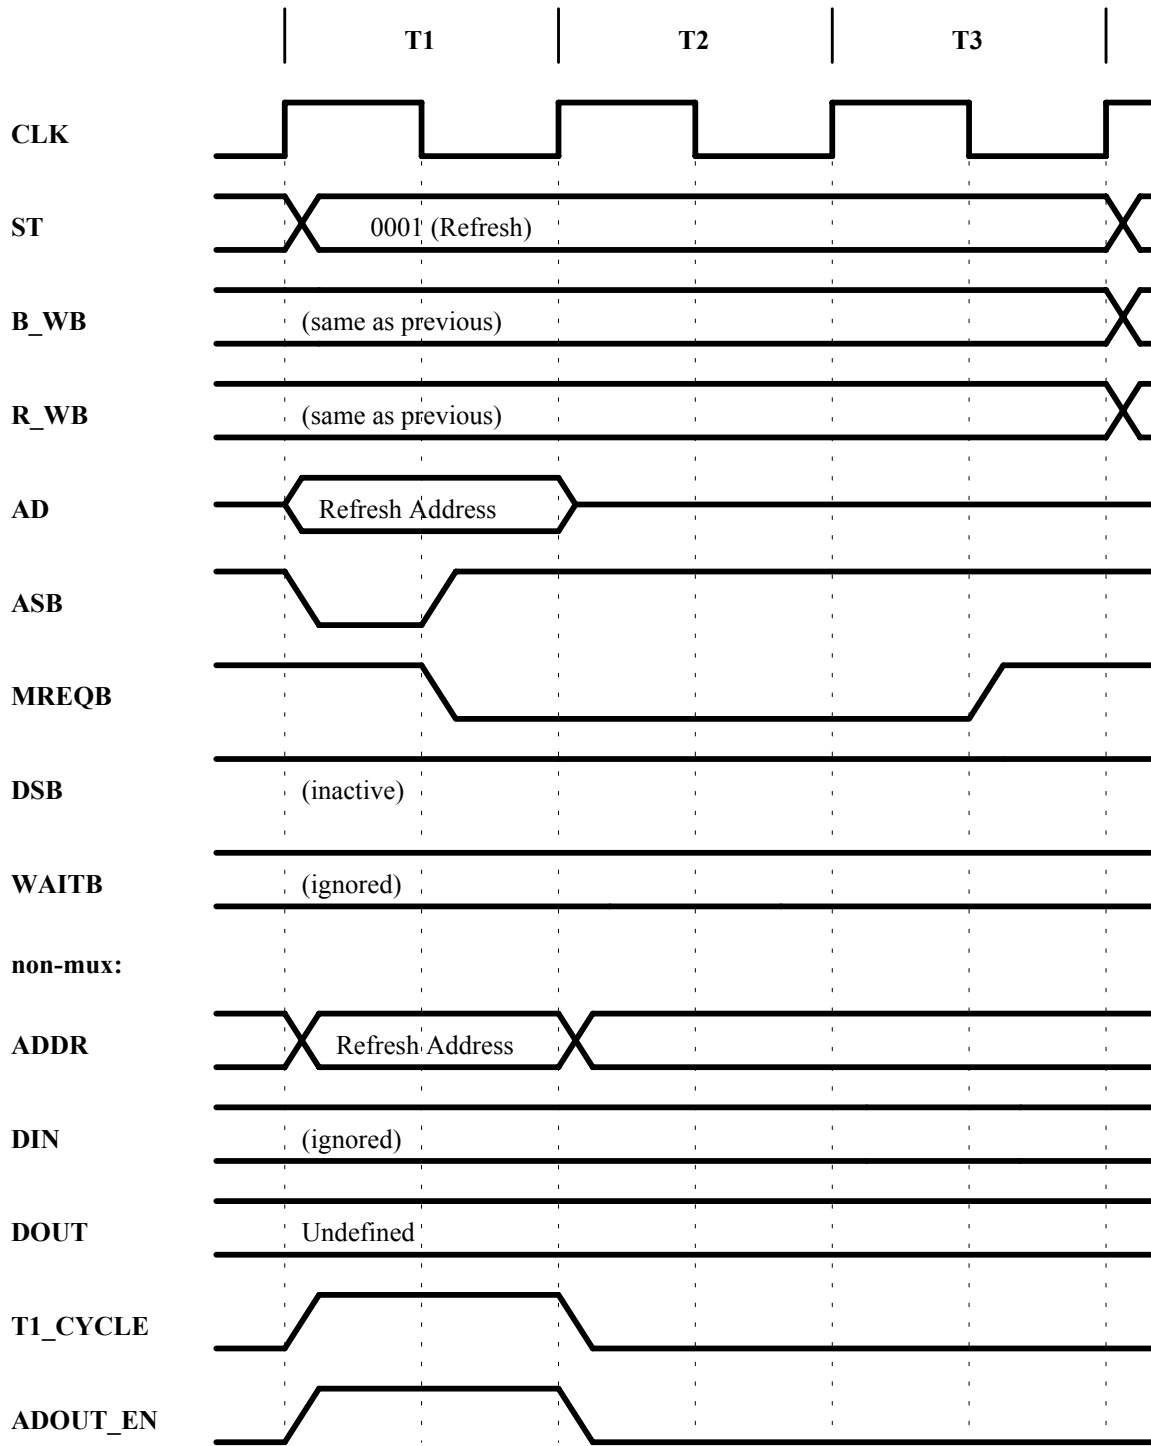 T1 T2 T3
CLK
ST 0001 (Refresh)
B_WB (same as previous)
R_WB (same as previous)
AD Refresh Address
ASB
MREQB
DSB (inactive)
WAITB (ignored)
non-mux:
ADDR Refresh Address
DIN (ignored)
DOUT Undefined
T1_CYCLE
ADOUT_EN